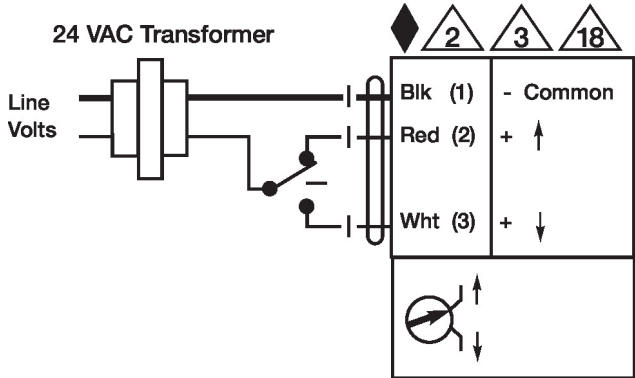 24 VAC Transformer
2 3 18
Line
Volts
Blk (1) - Common
Red (2) + ↑
Wht (3) + ↓